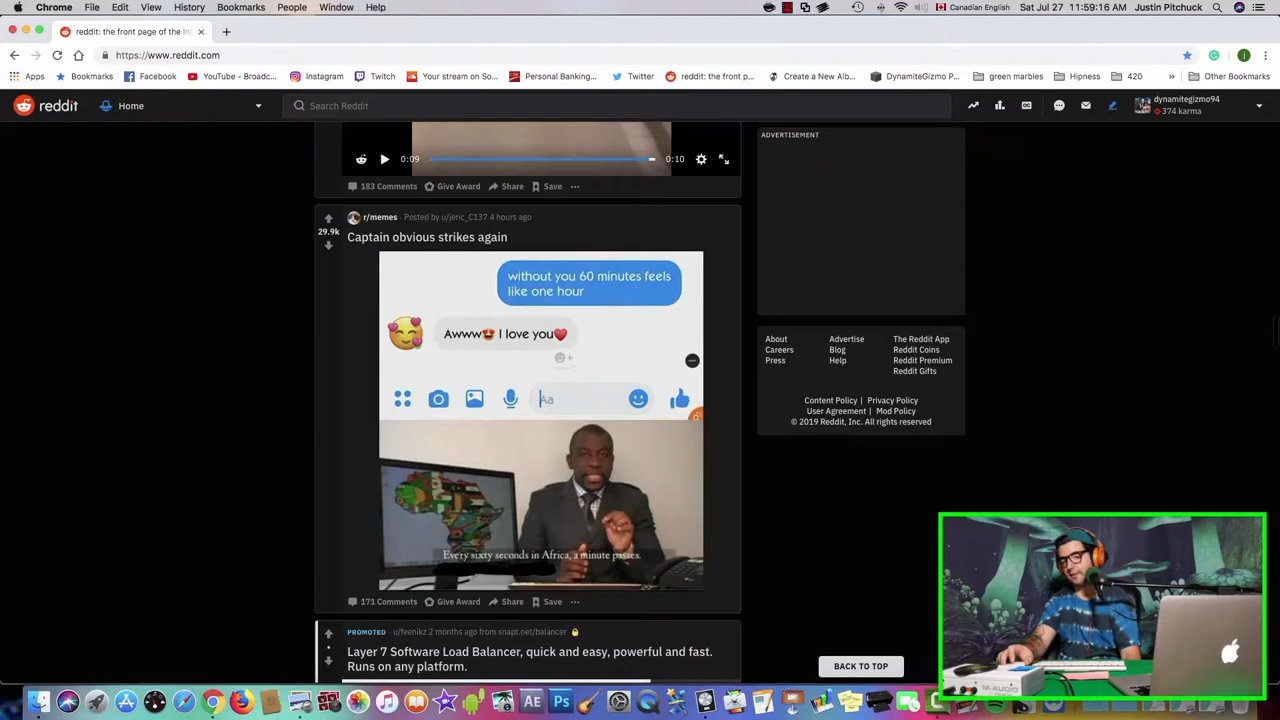 Chrome File Edit View History Bookmarks People Window Help
Canadian English Sat Jul 27 11:59:16 AM Justin Pitchuck
reddit: the front page of the in
https://www.reddit.com
j
Apps Bookmarks Facebook YouTube - Broadc... Instagram Twitch Your stream on So... Personal Banking... Twitter reddit: the front p... Create a New Alb... DynamiteGizmo P... green marbles Hipness 420 » Other Bookmarks
reddit Home Search Reddit
dynamitegizmo94
374 karma
ADVERTISEMENT
0:09 0:10
183 Comments Give Award Share Save
r/memes · Posted by u/jeric_C137 4 hours ago
29.9k
Captain obvious strikes again
without you 60 minutes feels
like one hour
Awww😍 I love you❤️
Aa
Every sixty seconds in Africa, a minute passes.
171 Comments Give Award Share Save
PROMOTED · u/feenikz 2 months ago from snapt.net/balancer
Layer 7 Software Load Balancer, quick and easy, powerful and fast.
Runs on any platform.
About Advertise The Reddit App
Careers Blog Reddit Coins
Press Help Reddit Premium
Reddit Gifts
Content Policy | Privacy Policy
User Agreement | Mod Policy
© 2019 Reddit, Inc. All rights reserved
BACK TO TOP
M-AUDIO
AE Ps